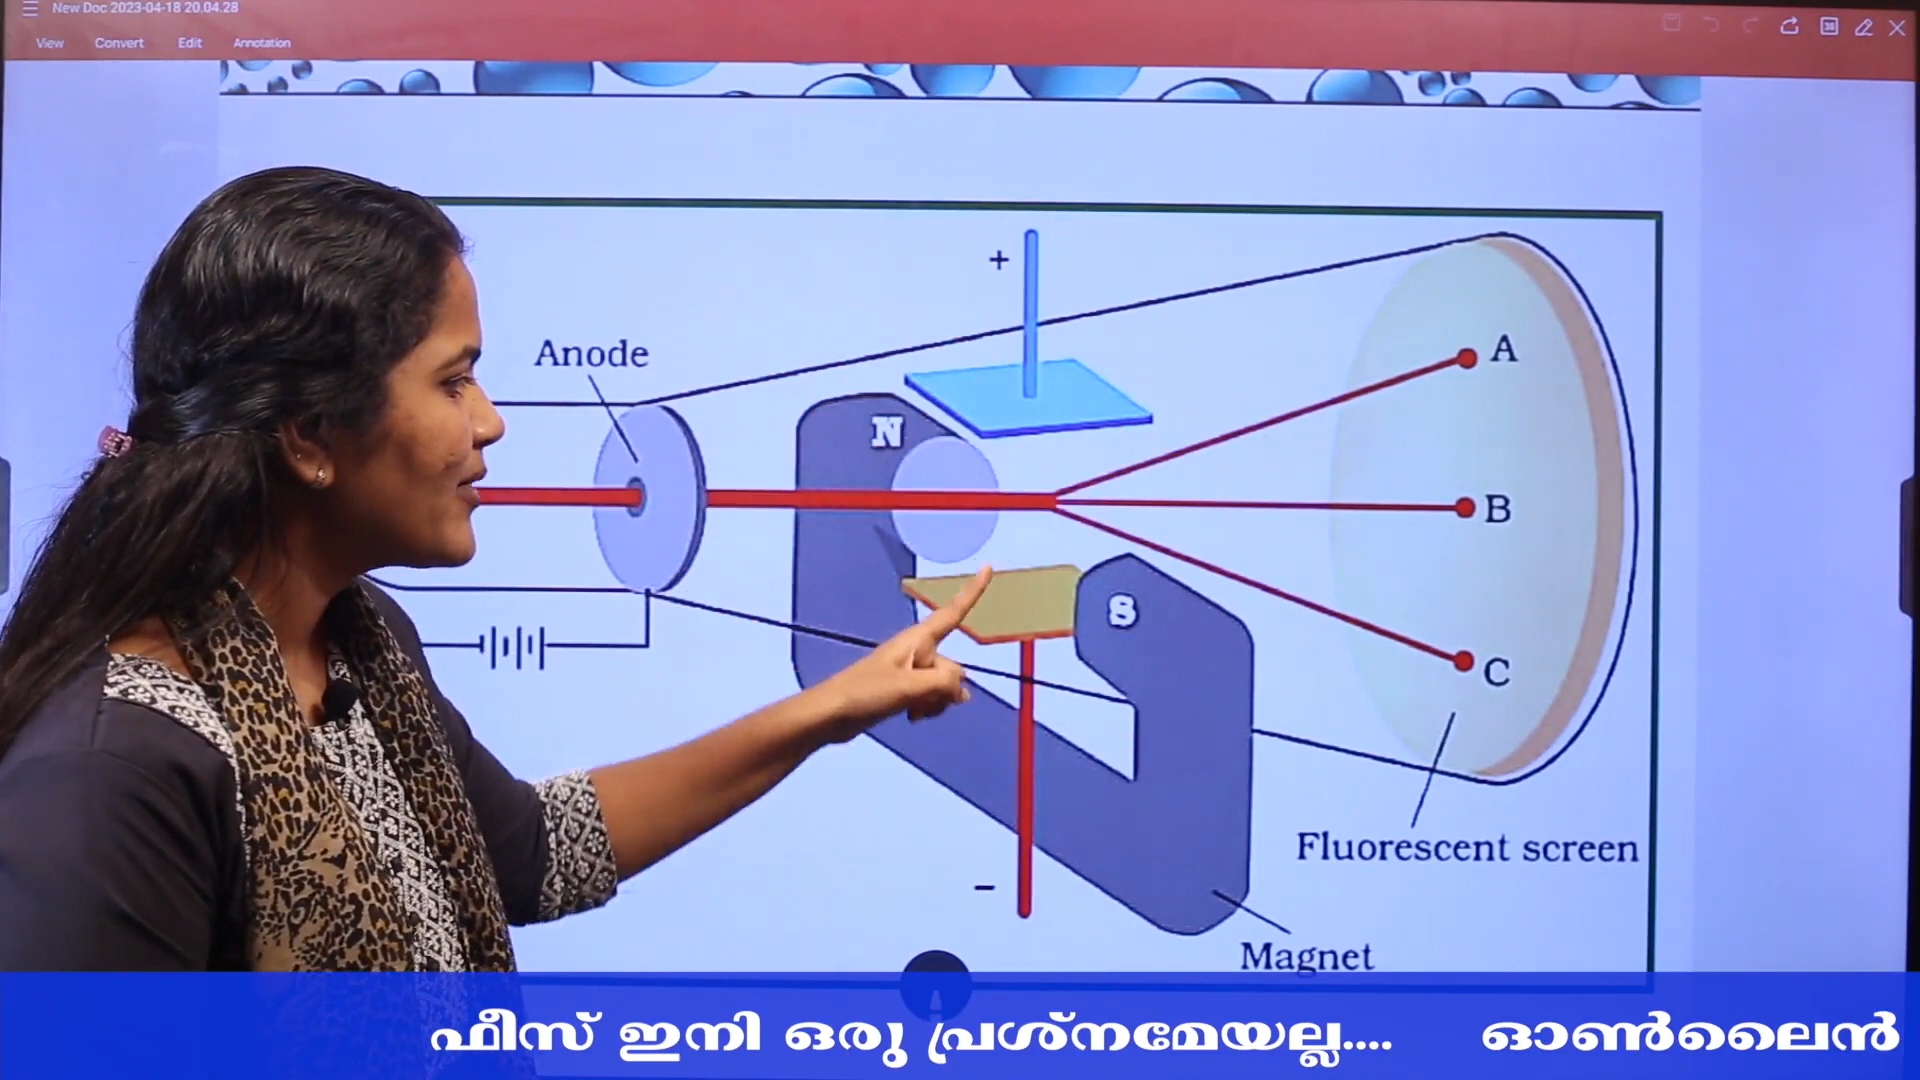 New Doc 2023-04-18 20.04.28
View Convert Edit Annotation
+
Anode
N
A
B
S
C
Fluorescent screen
−
Magnet
ഫീസ് ഇനി ഒരു പ്രശ്നമേയല്ല.... ഓൺലൈൻ